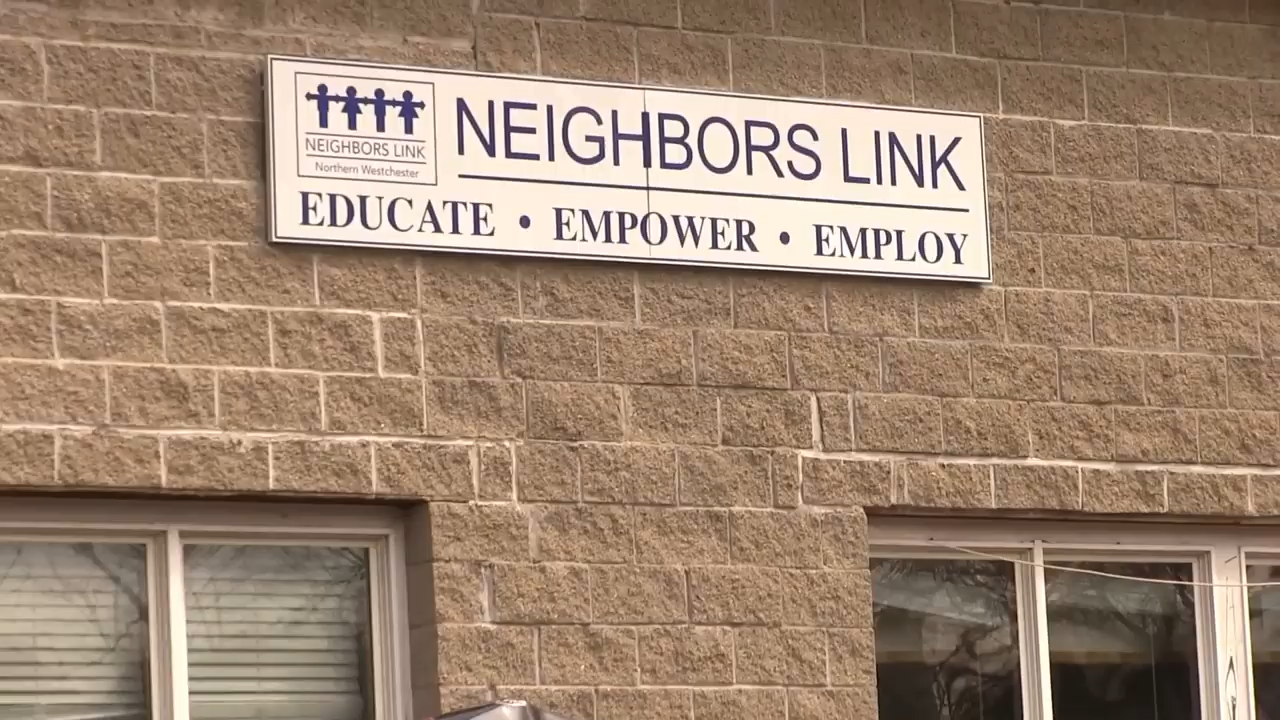 NEIGHBORS LINK
Northern Westchester
NEIGHBORS LINK
EDUCATE • EMPOWER • EMPLOY